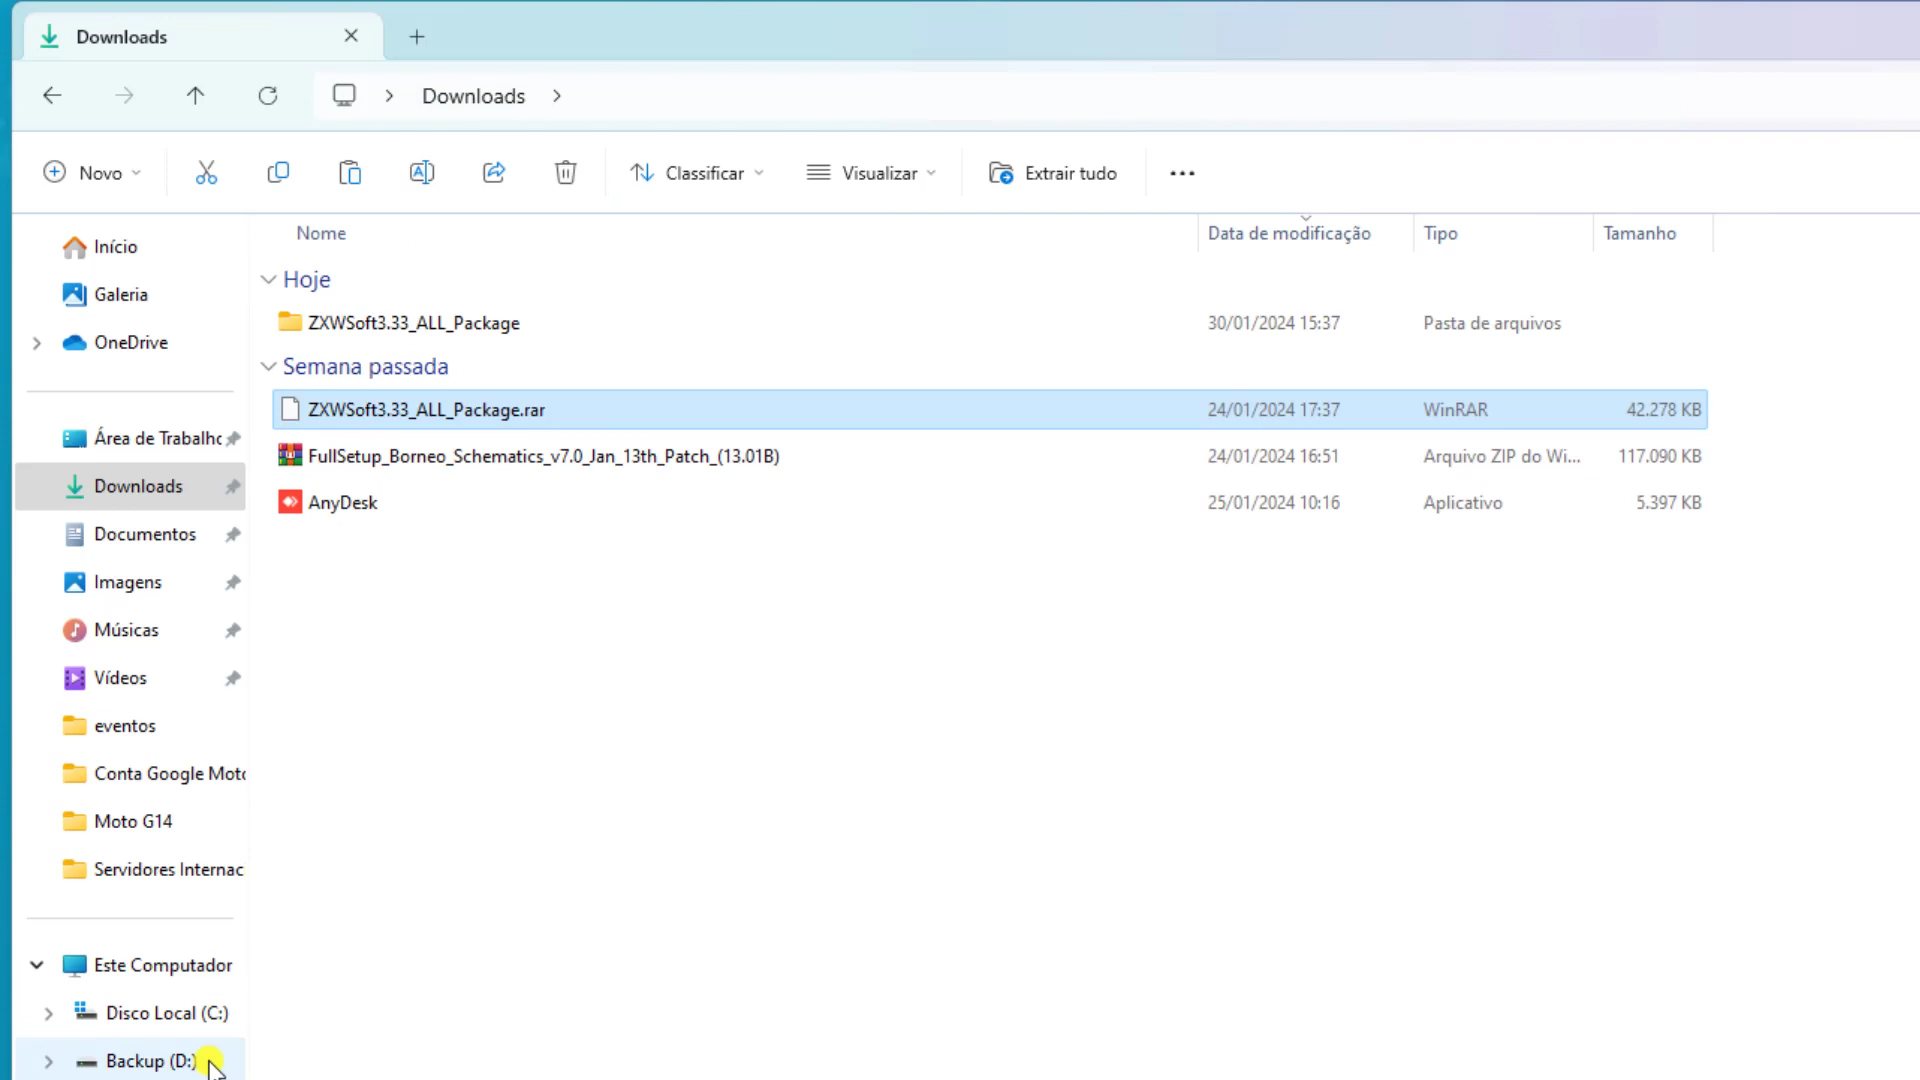 Downloads
Downloads
Novo
Classificar
Visualizar
Extrair tudo
Nome
Data de modificação
Tipo
Tamanho
Hoje
ZXWSoft3.33_ALL_Package
30/01/2024 15:37
Pasta de arquivos
Semana passada
ZXWSoft3.33_ALL_Package.rar
24/01/2024 17:37
WinRAR
42.278 KB
FullSetup_Borneo_Schematics_v7.0_Jan_13th_Patch_(13.01B)
24/01/2024 16:51
Arquivo ZIP do Wi...
117.090 KB
AnyDesk
25/01/2024 10:16
Aplicativo
5.397 KB
Início
Galeria
OneDrive
Área de Trabalho
Downloads
Documentos
Imagens
Músicas
Vídeos
eventos
Conta Google Moto
Moto G14
Servidores Internac
Este Computador
Disco Local (C:)
Backup (D:)